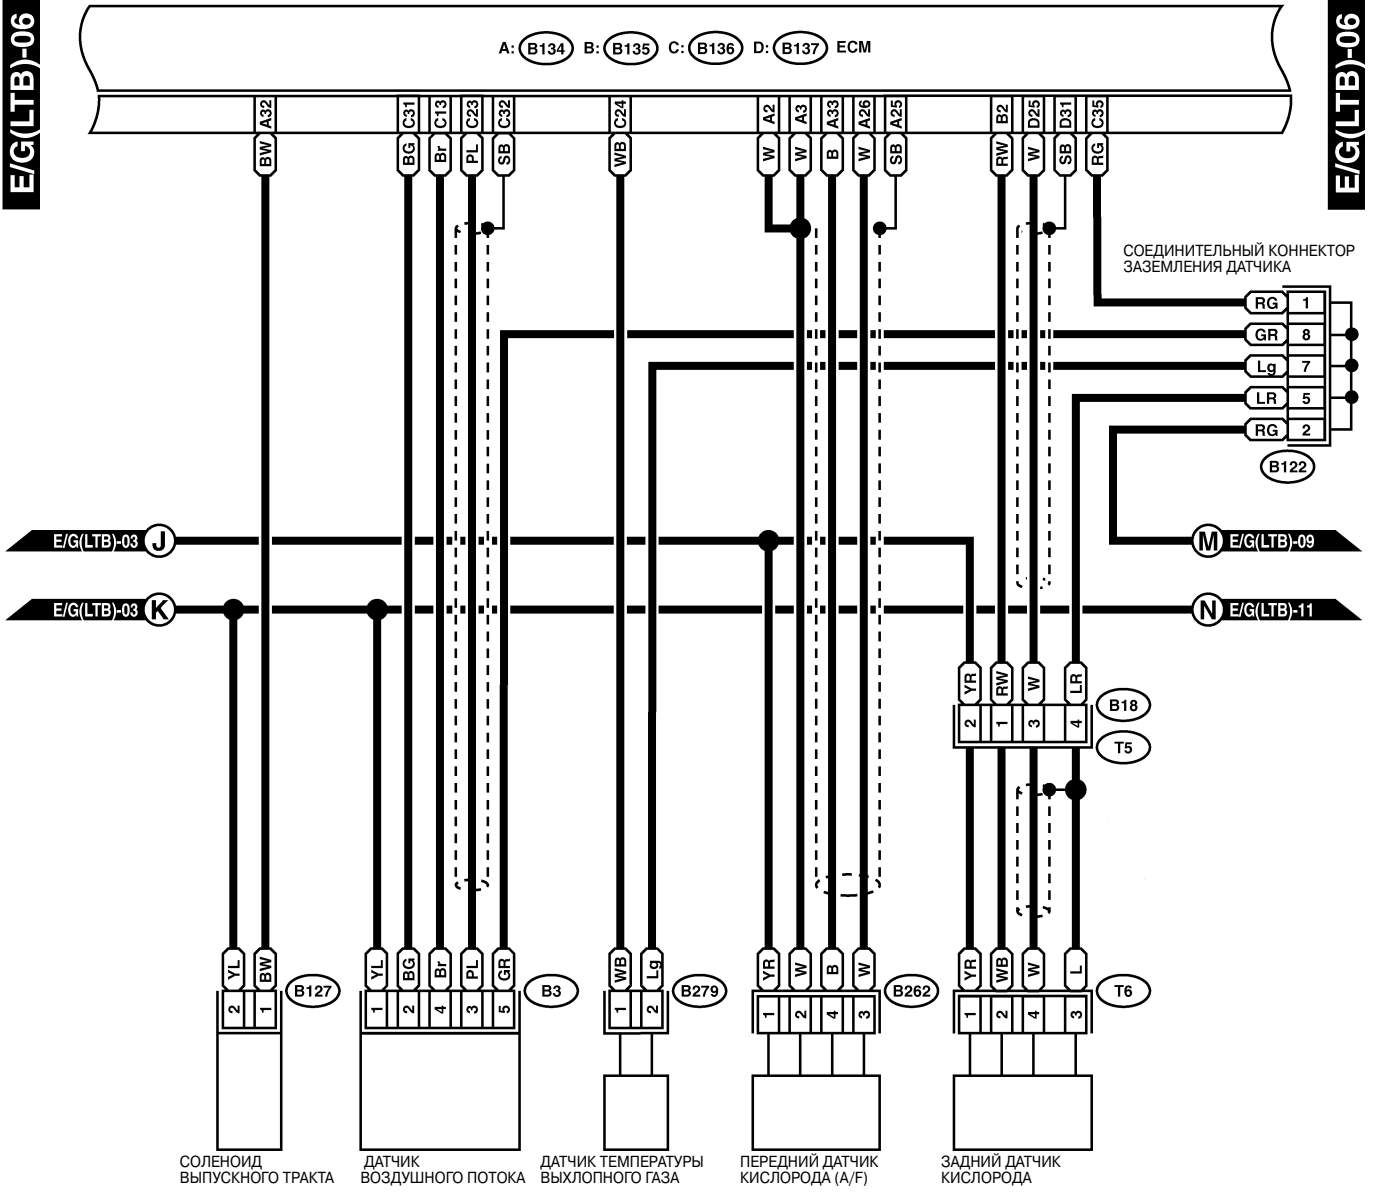 E/G(LTB)-06
E/G(LTB)-06
A: B134 B: B135 C: B136 D: B137 ECM
A32 C31 C13 C23 C32 C24 A2 A3 A33 A26 A25 B2 D25 D31 C35
BW BG Br PL SB WB W W B W SB RW W SB RG
СОЕДИНИТЕЛЬНЫЙ КОННЕКТОР
ЗАЗЕМЛЕНИЯ ДАТЧИКА
RG 1
GR 8
Lg 7
LR 5
RG 2
B122
E/G(LTB)-03 J
M E/G(LTB)-09
E/G(LTB)-03 K
N E/G(LTB)-11
YR RW W LR
2 1 3 4
B18
T5
YL BW YL BG Br PL GR WB Lg YR W B W YR WB W L
B127 B3 B279 B262 T6
2 1 1 2 4 3 5 1 2 1 2 4 3 1 2 4 3
СОЛЕНОИД
ВЫПУСКНОГО ТРАКТА
ДАТЧИК
ВОЗДУШНОГО ПОТОКА
ДАТЧИК ТЕМПЕРАТУРЫ
ВЫХЛОПНОГО ГАЗА
ПЕРЕДНИЙ ДАТЧИК
КИСЛОРОДА (A/F)
ЗАДНИЙ ДАТЧИК
КИСЛОРОДА